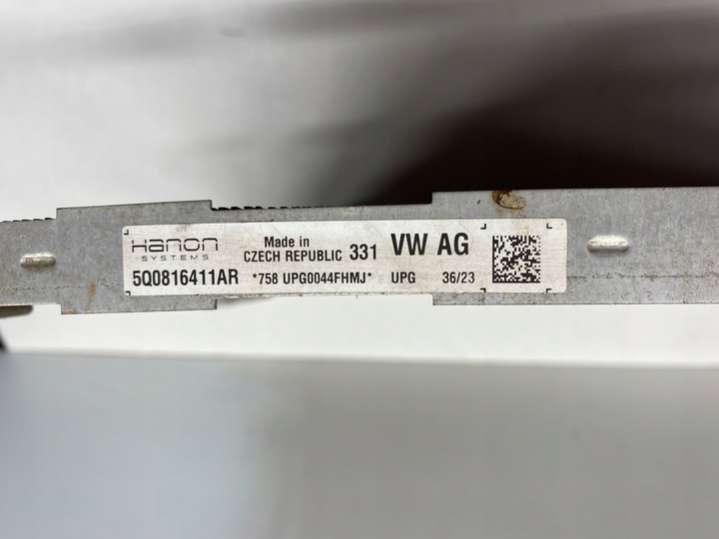 Hanon
SYSTEMS
Made in
CZECH REPUBLIC 331 VW AG
5Q0816411AR *758 UPG0044FHMJ* UPG 36/23